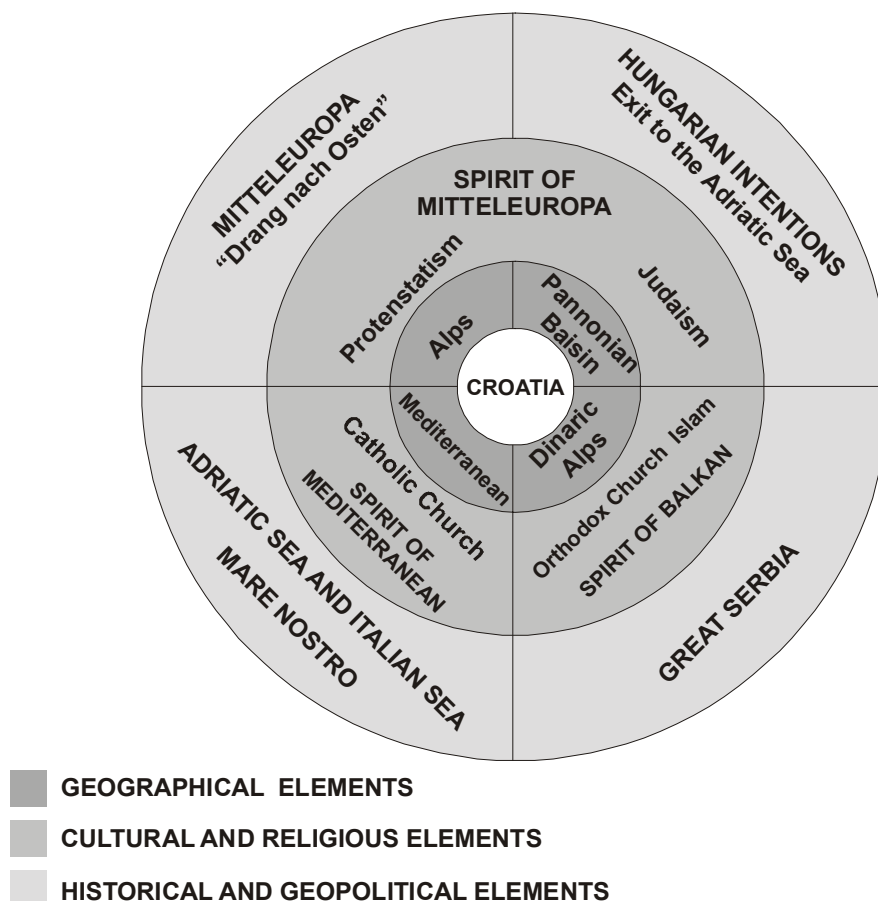 MITTELEUROPA
“Drang nach Osten”
HUNGARIAN INTENTIONS
Exit to the Adriatic Sea
SPIRIT OF
MITTELEUROPA
Protenstatism
Judaism
Alps
Pannonian
Baisin
CROATIA
Mediterranean
Dinaric
Alps
Catholic Church
SPIRIT OF
MEDITERRANEAN
Orthodox Church Islam
SPIRIT OF BALKAN
ADRIATIC SEA AND ITALIAN SEA
MARE NOSTRO
GREAT SERBIA
GEOGRAPHICAL ELEMENTS
CULTURAL AND RELIGIOUS ELEMENTS
HISTORICAL AND GEOPOLITICAL ELEMENTS